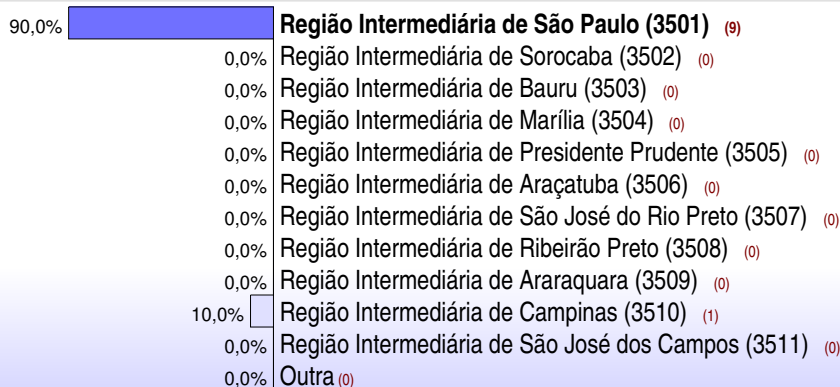 90,0% Região Intermediária de São Paulo (3501) (9)
0,0% Região Intermediária de Sorocaba (3502) (0)
0,0% Região Intermediária de Bauru (3503) (0)
0,0% Região Intermediária de Marília (3504) (0)
0,0% Região Intermediária de Presidente Prudente (3505) (0)
0,0% Região Intermediária de Araçatuba (3506) (0)
0,0% Região Intermediária de São José do Rio Preto (3507) (0)
0,0% Região Intermediária de Ribeirão Preto (3508) (0)
0,0% Região Intermediária de Araraquara (3509) (0)
10,0% Região Intermediária de Campinas (3510) (1)
0,0% Região Intermediária de São José dos Campos (3511) (0)
0,0% Outra (0)